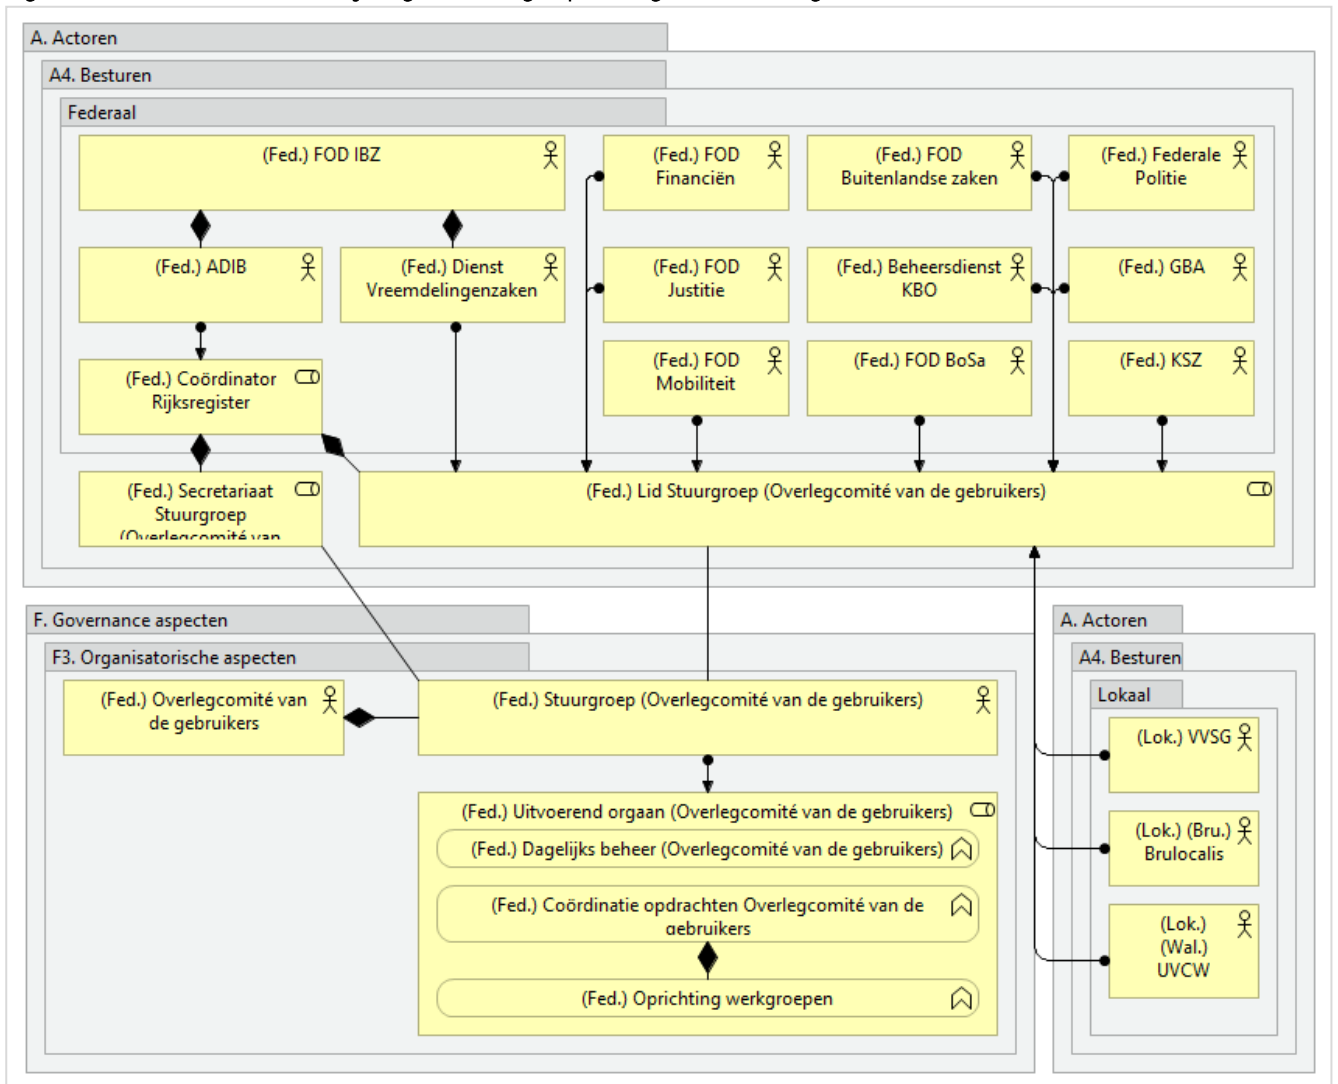 A. Actoren
A4. Besturen
Federaal
(Fed.) FOD IBZ
(Fed.) FOD
Financiën
(Fed.) FOD
Buitenlandse zaken
(Fed.) Federale
Politie
(Fed.) ADIB
(Fed.) Dienst
Vreemdelingenzaken
(Fed.) FOD
Justitie
(Fed.) Beheersdienst
KBO
(Fed.) GBA
(Fed.) Coördinator
Rijksregister
(Fed.) FOD
Mobiliteit
(Fed.) FOD BoSa
(Fed.) KSZ
(Fed.) Secretariaat
Stuurgroep
(Overlegcomité van
(Fed.) Lid Stuurgroep (Overlegcomité van de gebruikers)
F. Governance aspecten
F3. Organisatorische aspecten
(Fed.) Overlegcomité van
de gebruikers
(Fed.) Stuurgroep (Overlegcomité van de gebruikers)
(Fed.) Uitvoerend orgaan (Overlegcomité van de gebruikers)
(Fed.) Dagelijks beheer (Overlegcomité van de gebruikers)
(Fed.) Coördinatie opdrachten Overlegcomité van de
gebruikers
(Fed.) Oprichting werkgroepen
A. Actoren
A4. Besturen
Lokaal
(Lok.) VVSG
(Lok.) (Bru.)
Brulocalis
(Lok.)
(Wal.)
UVCW